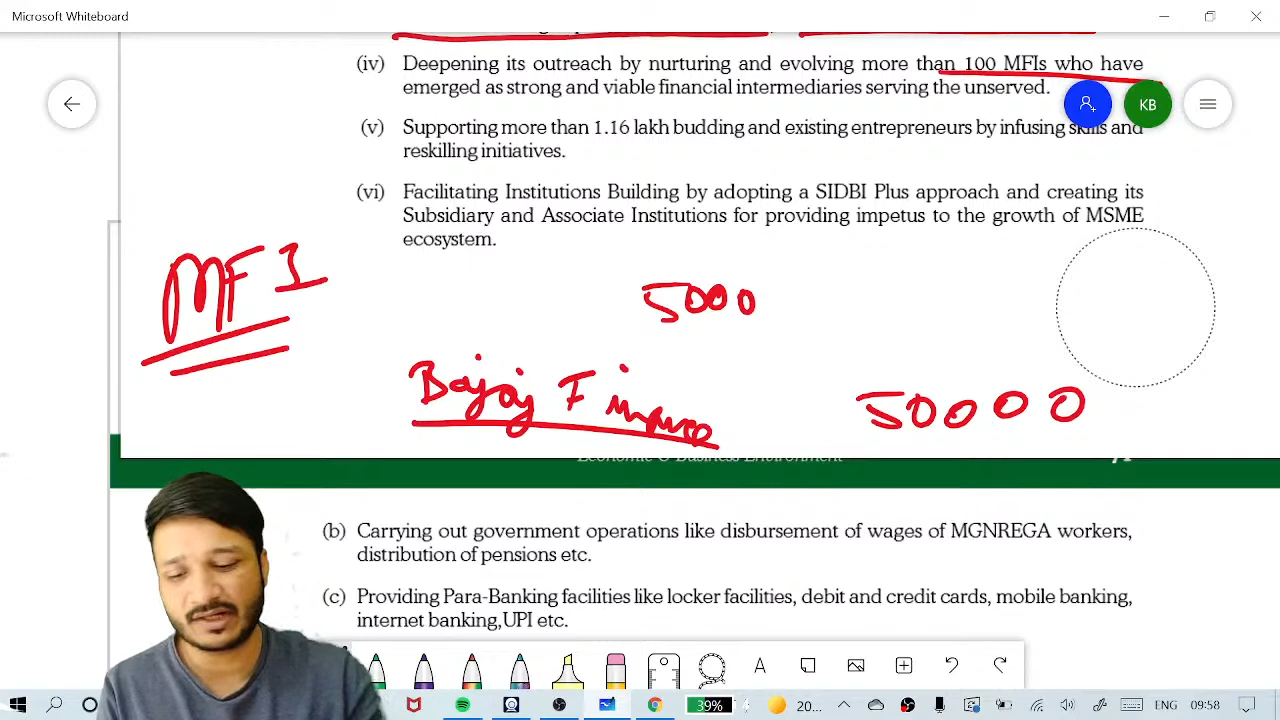 Microsoft Whiteboard
(iv) Deepening its outreach by nurturing and evolving more than 100 MFIs who have
emerged as strong and viable financial intermediaries serving the unserved.
KB
(v) Supporting more than 1.16 lakh budding and existing entrepreneurs by infusing skills and
reskilling initiatives.
(vi) Facilitating Institutions Building by adopting a SIDBI Plus approach and creating its
Subsidiary and Associate Institutions for providing impetus to the growth of MSME
ecosystem.
MFI
5000
Bajaj Finance
50000
Economic & Business Environment
(b) Carrying out government operations like disbursement of wages of MGNREGA workers,
distribution of pensions etc.
(c) Providing Para-Banking facilities like locker facilities, debit and credit cards, mobile banking,
internet banking,UPI etc.
A
39% 20... ENG 09:58